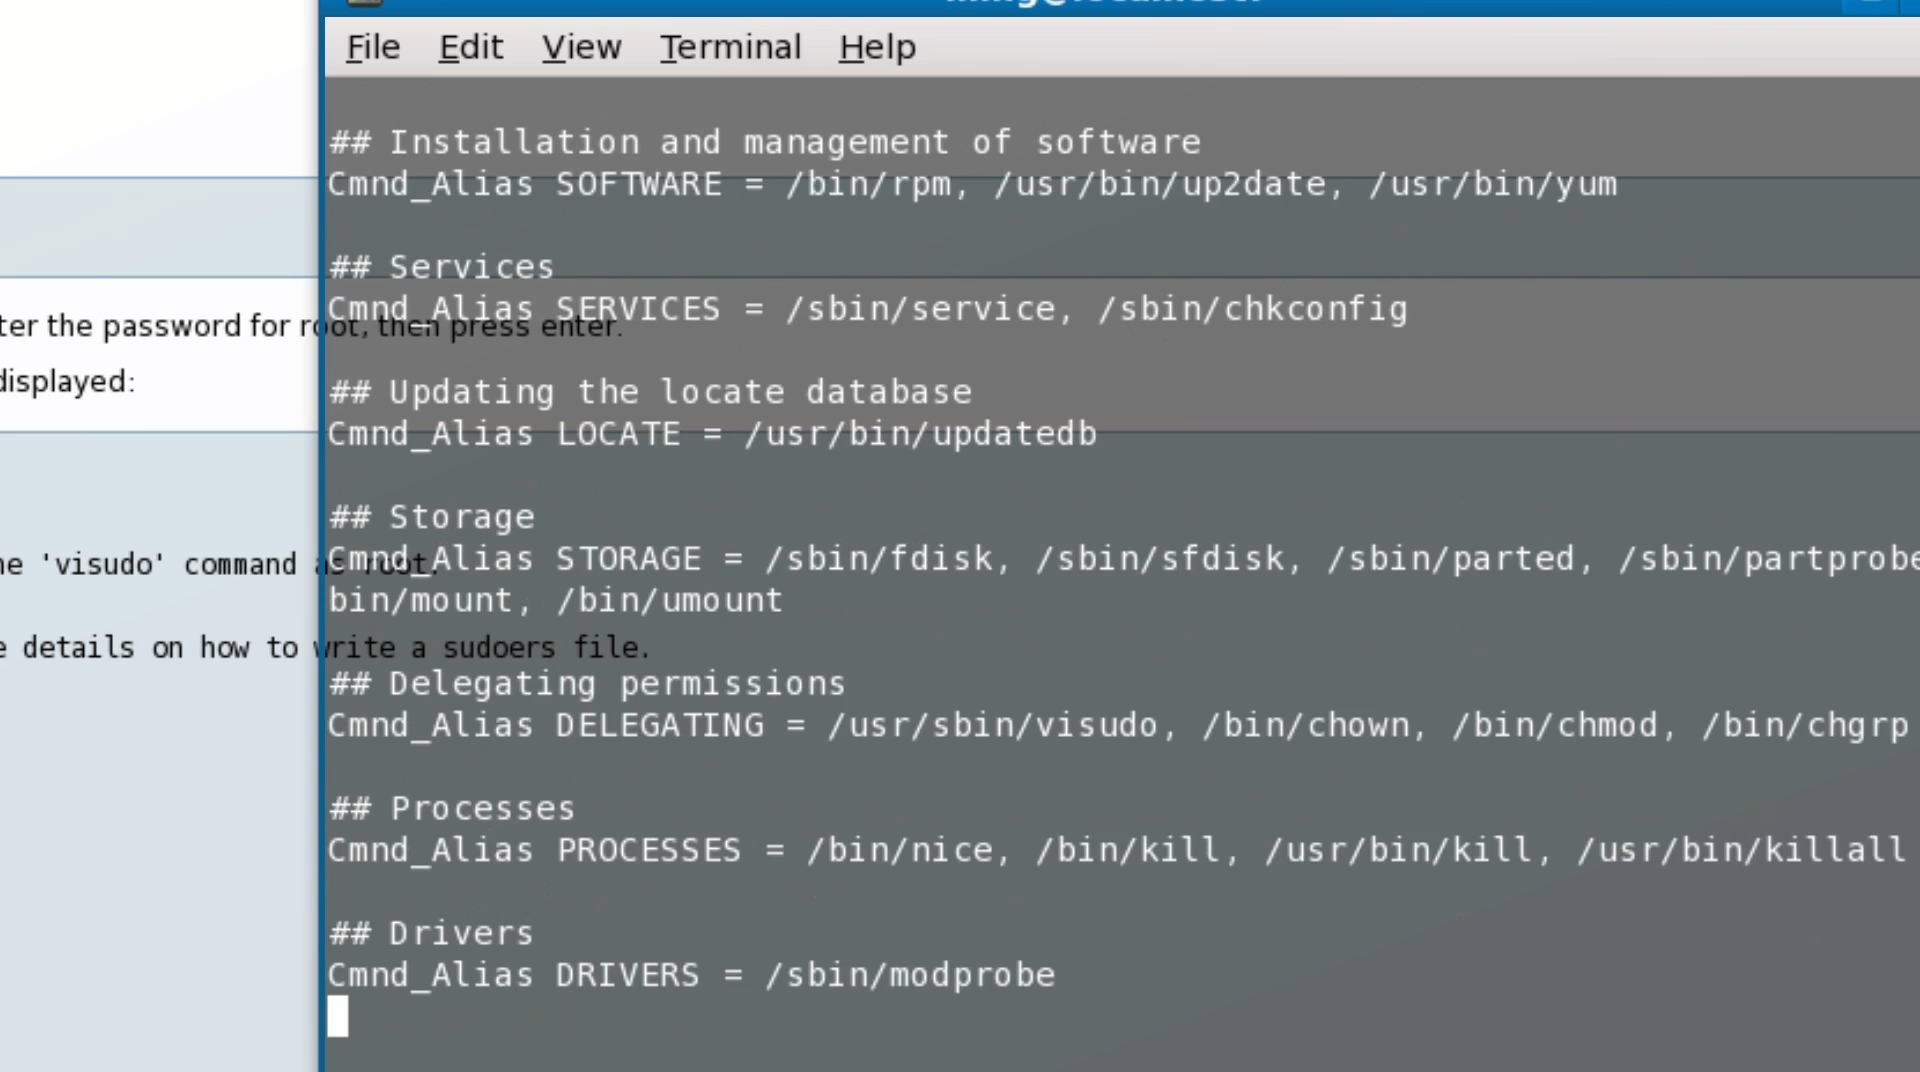 File Edit View Terminal Help
## Installation and management of software
Cmnd_Alias SOFTWARE = /bin/rpm, /usr/bin/up2date, /usr/bin/yum
## Services
Cmnd_Alias SERVICES = /sbin/service, /sbin/chkconfig
ter the password for root, then press enter.
displayed:
## Updating the locate database
Cmnd_Alias LOCATE = /usr/bin/updatedb
## Storage
Cmnd_Alias STORAGE = /sbin/fdisk, /sbin/sfdisk, /sbin/parted, /sbin/partprobe
bin/mount, /bin/umount
he 'visudo' command as root.
e details on how to write a sudoers file.
## Delegating permissions
Cmnd_Alias DELEGATING = /usr/sbin/visudo, /bin/chown, /bin/chmod, /bin/chgrp
## Processes
Cmnd_Alias PROCESSES = /bin/nice, /bin/kill, /usr/bin/kill, /usr/bin/killall
## Drivers
Cmnd_Alias DRIVERS = /sbin/modprobe